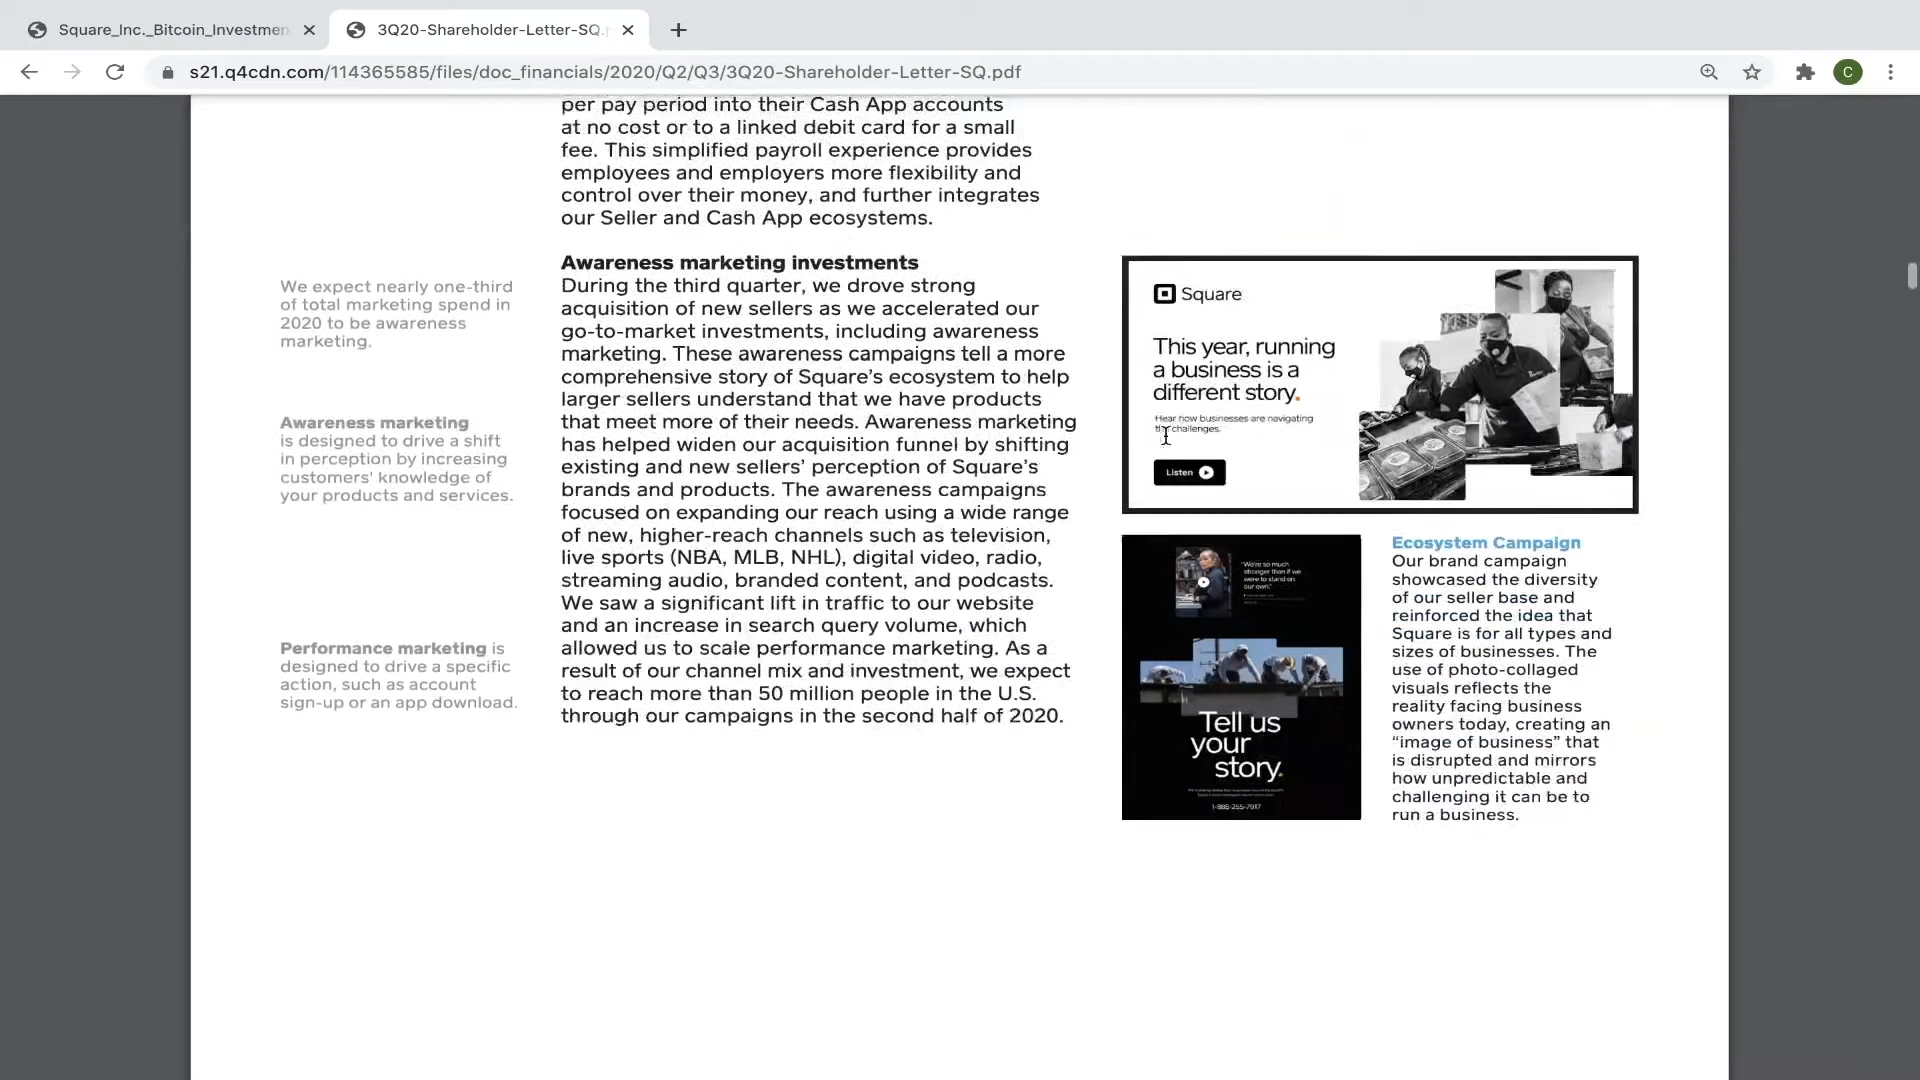 Square_Inc._Bitcoin_Investmen
3Q20-Shareholder-Letter-SQ.
s21.q4cdn.com/114365585/files/doc_financials/2020/Q2/Q3/3Q20-Shareholder-Letter-SQ.pdf
C
per pay period into their Cash App accounts
at no cost or to a linked debit card for a small
fee. This simplified payroll experience provides
employees and employers more flexibility and
control over their money, and further integrates
our Seller and Cash App ecosystems.
We expect nearly one-third
of total marketing spend in
2020 to be awareness
marketing.
Awareness marketing
is designed to drive a shift
in perception by increasing
customers' knowledge of
your products and services.
Performance marketing is
designed to drive a specific
action, such as account
sign-up or an app download.
Awareness marketing investments
During the third quarter, we drove strong
acquisition of new sellers as we accelerated our
go-to-market investments, including awareness
marketing. These awareness campaigns tell a more
comprehensive story of Square’s ecosystem to help
larger sellers understand that we have products
that meet more of their needs. Awareness marketing
has helped widen our acquisition funnel by shifting
existing and new sellers’ perception of Square’s
brands and products. The awareness campaigns
focused on expanding our reach using a wide range
of new, higher-reach channels such as television,
live sports (NBA, MLB, NHL), digital video, radio,
streaming audio, branded content, and podcasts.
We saw a significant lift in traffic to our website
and an increase in search query volume, which
allowed us to scale performance marketing. As a
result of our channel mix and investment, we expect
to reach more than 50 million people in the U.S.
through our campaigns in the second half of 2020.
Square
This year, running
a business is a
different story.
Hear how businesses are navigating
the challenges.
Listen
“We’re so much
stronger than if we
were to stand on
our own.”
Tell us
your
story.
1-888-255-7917
Ecosystem Campaign
Our brand campaign
showcased the diversity
of our seller base and
reinforced the idea that
Square is for all types and
sizes of businesses. The
use of photo-collaged
visuals reflects the
reality facing business
owners today, creating an
“image of business” that
is disrupted and mirrors
how unpredictable and
challenging it can be to
run a business.